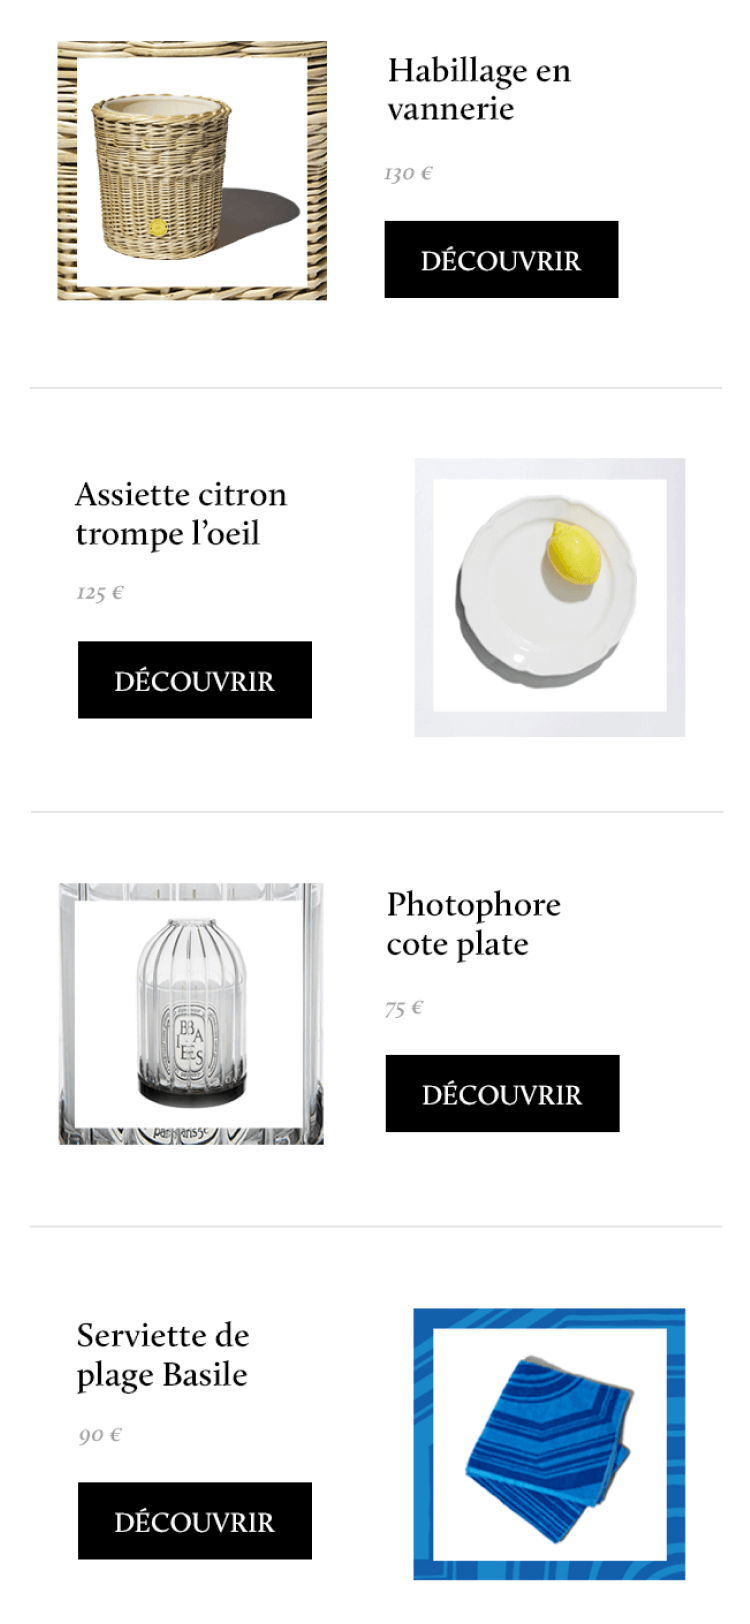 Habillage en
vannerie
130 €
DÉCOUVRIR
Assiette citron
trompe l’oeil
125 €
DÉCOUVRIR
Photophore
cote plate
75 €
DÉCOUVRIR
BAIES
Serviette de
plage Basile
90 €
DÉCOUVRIR